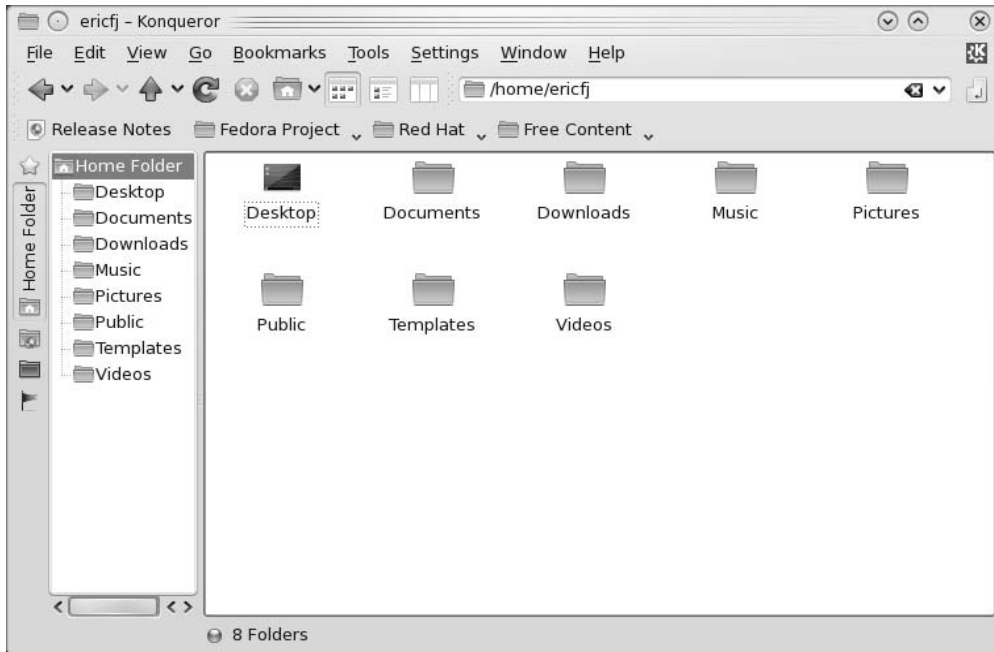 ericfj – Konqueror
File Edit View Go Bookmarks Tools Settings Window Help
/home/ericfj
Release Notes Fedora Project Red Hat Free Content
Home Folder
Home Folder
Desktop
Documents
Downloads
Music
Pictures
Public
Templates
Videos
Desktop Documents Downloads Music Pictures
Public Templates Videos
8 Folders